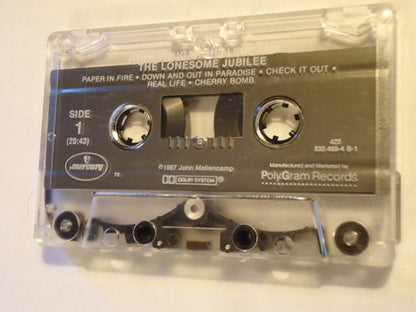 THE LONESOME JUBILEE
PAPER IN FIRE • DOWN AND OUT IN PARADISE • CHECK IT OUT •
REAL LIFE • CHERRY BOMB
SIDE
1
(20:43)
422
832-465-4 Q-1
mercury
©1987 John Mellencamp
DOLBY SYSTEM
Manufactured and Marketed by
PolyGram Records